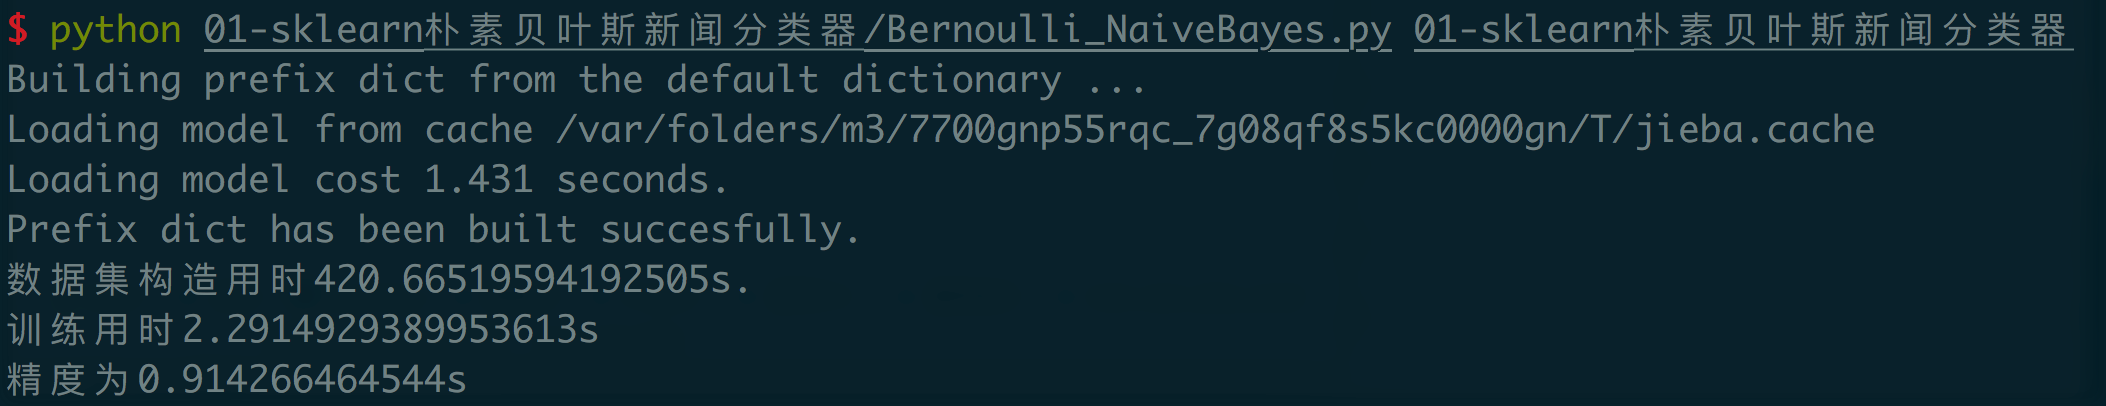 $ python 01-sklearn朴素贝叶斯新闻分类器/Bernoulli_NaiveBayes.py 01-sklearn朴素贝叶斯新闻分类器
Building prefix dict from the default dictionary ...
Loading model from cache /var/folders/m3/7700gnp55rqc_7g08qf8s5kc0000gn/T/jieba.cache
Loading model cost 1.431 seconds.
Prefix dict has been built succesfully.
数据集构造用时420.66519594192505s.
训练用时2.2914929389953613s
精度为0.914266464544s